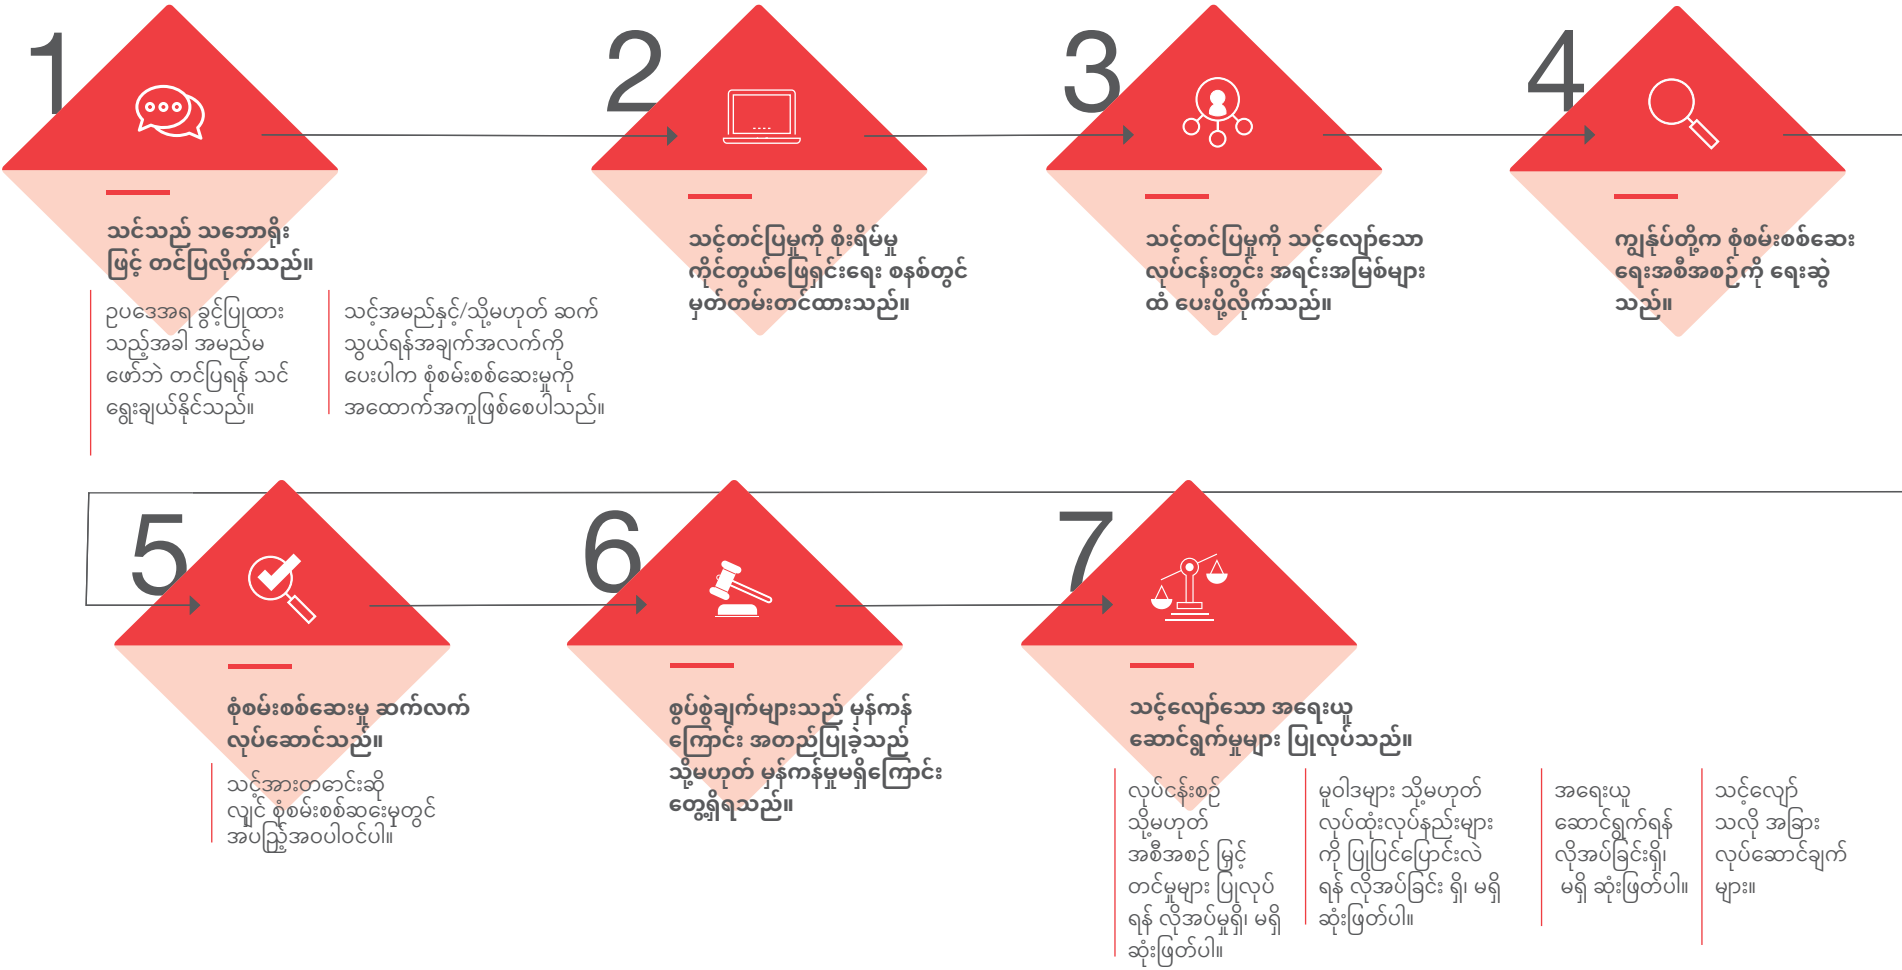 1
သင်သည် သဘောရိုး
ဖြင့် တင်ပြလိုက်သည်။
ဥပဒေအရ ခွင့်ပြုထား
သည့်အခါ အမည်မ
ဖော်ဘဲ တင်ပြရန် သင်
ရွေးချယ်နိုင်သည်။
သင့်အမည်နှင့်/သို့မဟုတ် ဆက်
သွယ်ရန်အချက်အလက်ကို
ပေးပါက စုံစမ်းစစ်ဆေးမှုကို
အထောက်အကူဖြစ်စေပါသည်။
2
သင့်တင်ပြမှုကို စိုးရိမ်မှု
ကိုင်တွယ်ဖြေရှင်းရေး စနစ်တွင်
မှတ်တမ်းတင်ထားသည်။
3
သင့်တင်ပြမှုကို သင့်လျော်သော
လုပ်ငန်းတွင်း အရင်းအမြစ်များ
ထံ ပေးပို့လိုက်သည်။
4
ကျွန်ုပ်တို့က စုံစမ်းစစ်ဆေး
ရေးအစီအစဉ်ကို ရေးဆွဲ
သည်။
5
စုံစမ်းစစ်ဆေးမှု ဆက်လက်
လုပ်ဆောင်သည်။
သင့်အားတောင်းဆို
လျှင် စုံစမ်းစစ်ဆေးမှုတွင်
အပြည့်အဝပါဝင်ပါ။
6
စွပ်စွဲချက်များသည် မှန်ကန်
ကြောင်း အတည်ပြုခဲ့သည်
သို့မဟုတ် မှန်ကန်မှုမရှိကြောင်း
တွေ့ရှိရသည်။
7
သင့်လျော်သော အရေးယူ
ဆောင်ရွက်မှုများ ပြုလုပ်သည်။
လုပ်ငန်းစဉ်
သို့မဟုတ်
အစီအစဉ် မြှင့်
တင်မှုများ ပြုလုပ်
ရန် လိုအပ်မှုရှိ၊ မရှိ
ဆုံးဖြတ်ပါ။
မူဝါဒများ သို့မဟုတ်
လုပ်ထုံးလုပ်နည်းများ
ကို ပြုပြင်ပြောင်းလဲ
ရန် လိုအပ်ခြင်း ရှိ၊ မရှိ
ဆုံးဖြတ်ပါ။
အရေးယူ
ဆောင်ရွက်ရန်
လိုအပ်ခြင်းရှိ၊
မရှိ ဆုံးဖြတ်ပါ။
သင့်လျော်
သလို အခြား
လုပ်ဆောင်ချက်
များ။